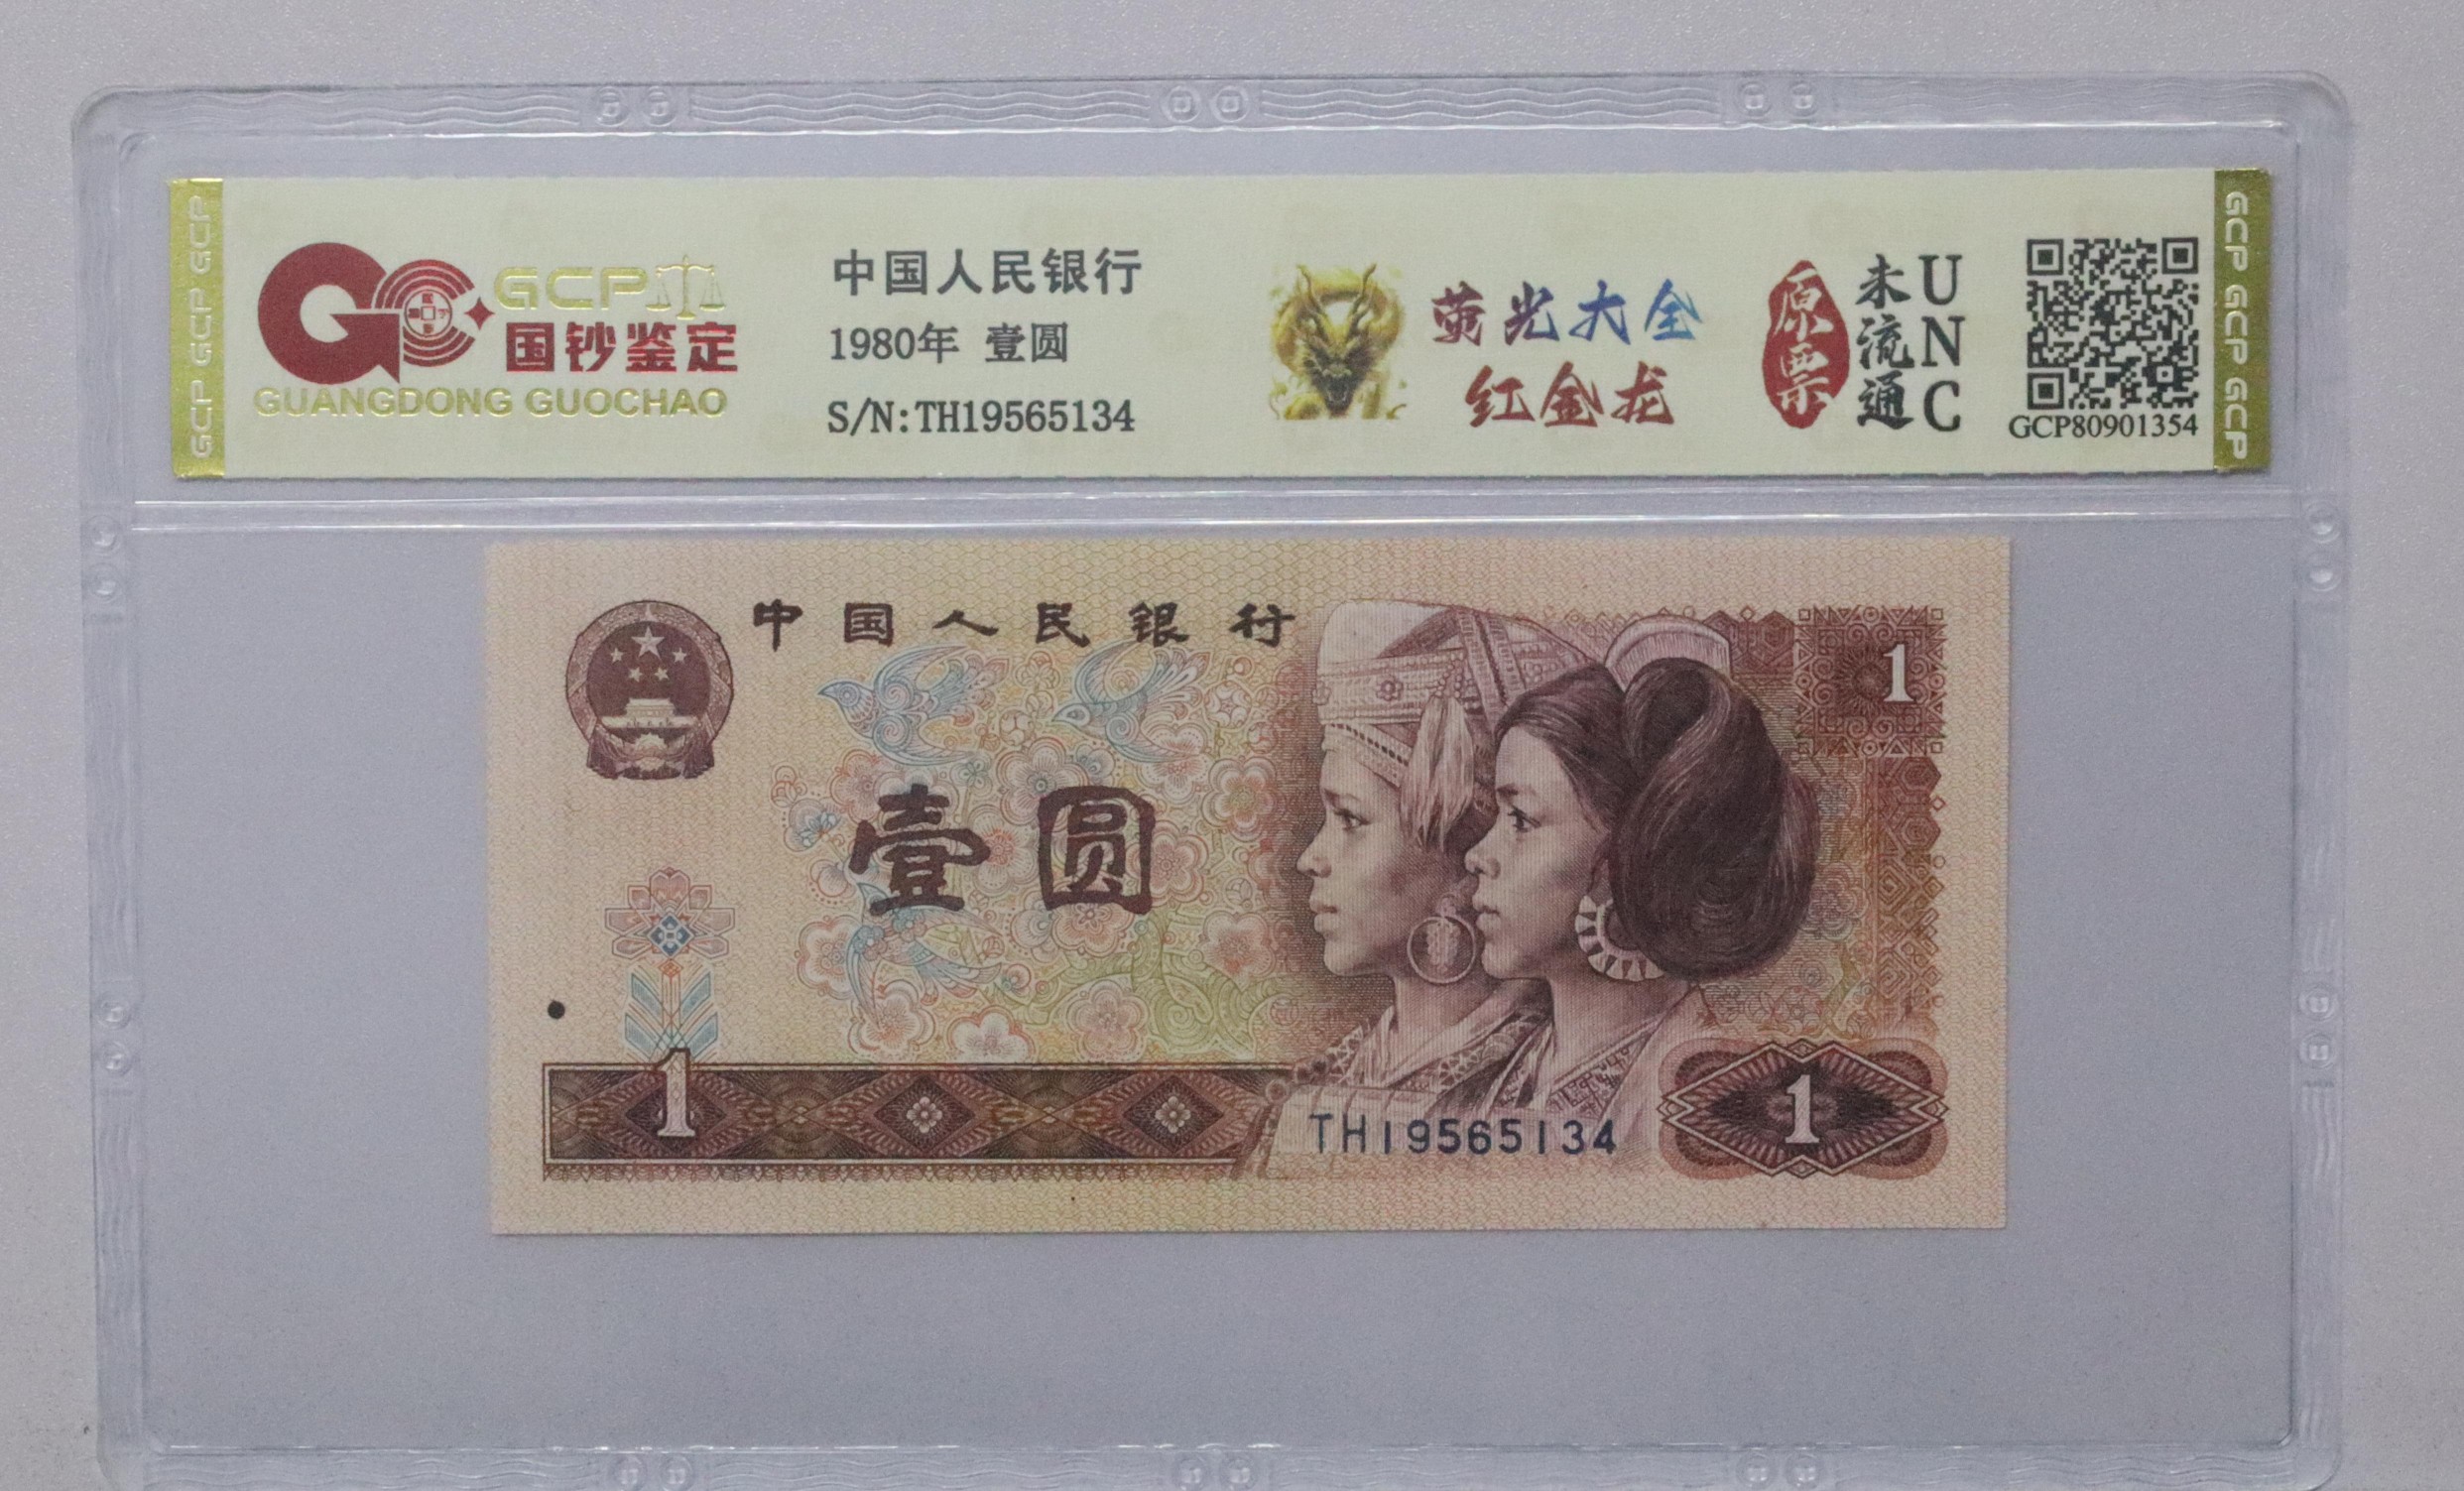 GCP GCP GCP
GCP
国钞鉴定
GUANGDONG GUOCHAO
中国人民银行
1980年 壹圆
S/N:TH19565134
荧光大全
红金龙
原票
未流通
UNC
GCP80901354
GCP GCP GCP
中国人民银行
1
壹圆
1
TH19565134
1